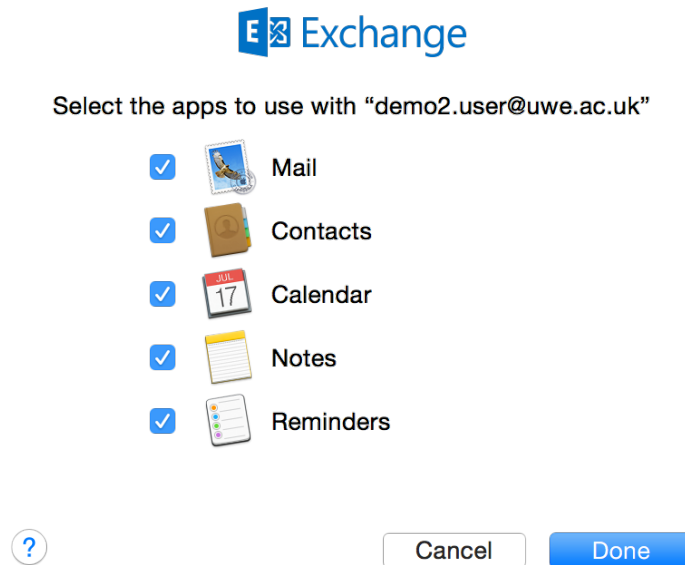 E Exchange
Select the apps to use with “demo2.user@uwe.ac.uk”
Mail
Contacts
JUL
17
Calendar
Notes
Reminders
?
Cancel
Done